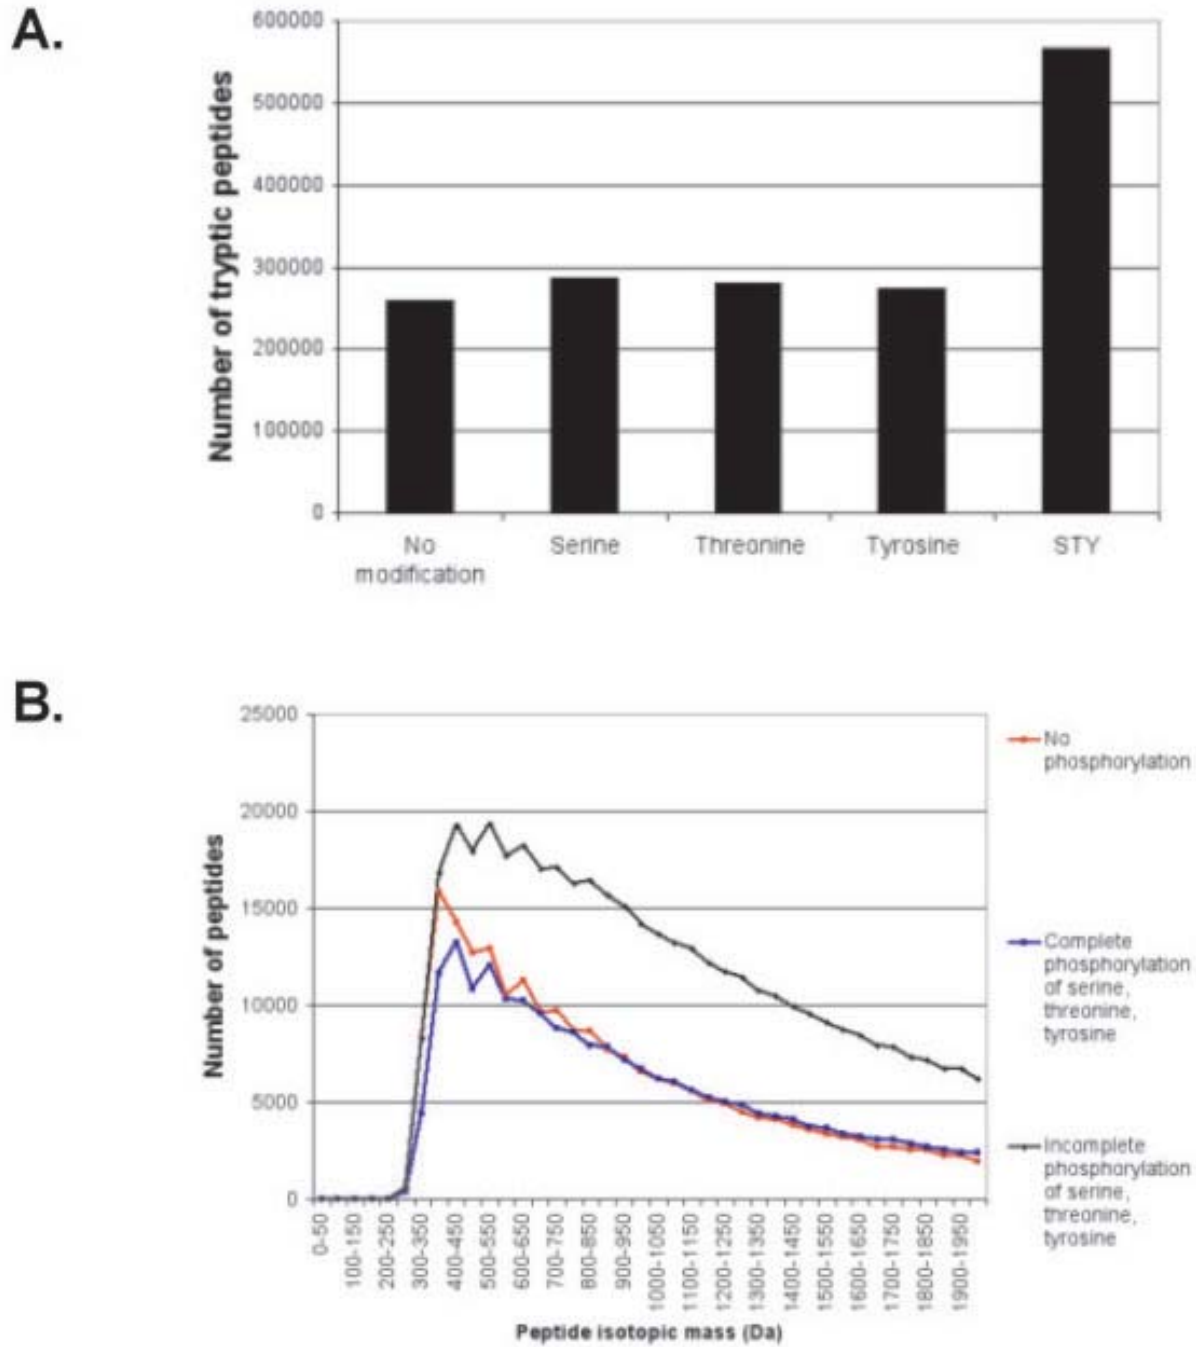 A.
Number of tryptic peptides
600000
500000
400000
300000
200000
100000
0
No
modification
Serine
Threonine
Tyrosine
STY
B.
Number of peptides
25000
20000
15000
10000
5000
0
0-50
100-150
200-250
300-350
400-450
500-550
600-650
700-750
800-850
900-950
1000-1050
1100-1150
1200-1250
1300-1350
1400-1450
1500-1550
1600-1650
1700-1750
1800-1850
1900-1950
Peptide isotopic mass (Da)
No
phosphorylation
Complete
phosphorylation
of serine,
threonine,
tyrosine
Incomplete
phosphorylation
of serine,
threonine,
tyrosine